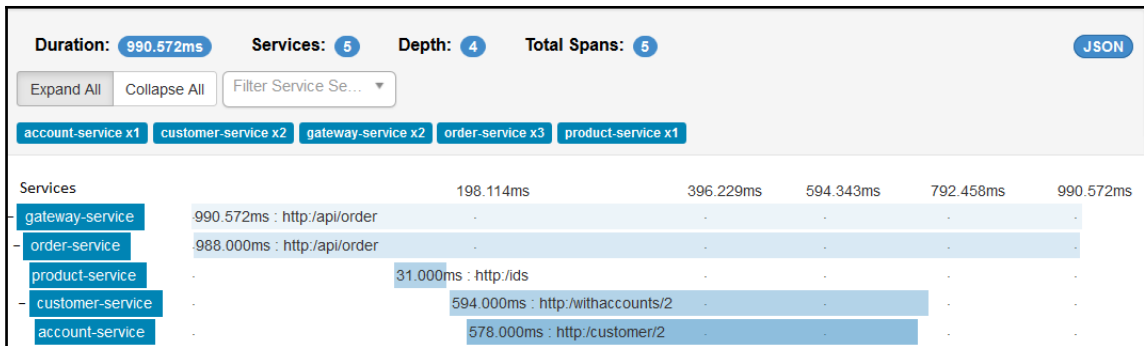 Duration: 990.572ms Services: 5 Depth: 4 Total Spans: 5 JSON
Expand All Collapse All Filter Service Se...
account-service x1 customer-service x2 gateway-service x2 order-service x3 product-service x1
Services 198.114ms 396.229ms 594.343ms 792.458ms 990.572ms
- gateway-service 990.572ms : http:/api/order
- order-service 988.000ms : http:/api/order
product-service 31.000ms : http:/ids
- customer-service 594.000ms : http:/withaccounts/2
account-service 578.000ms : http:/customer/2